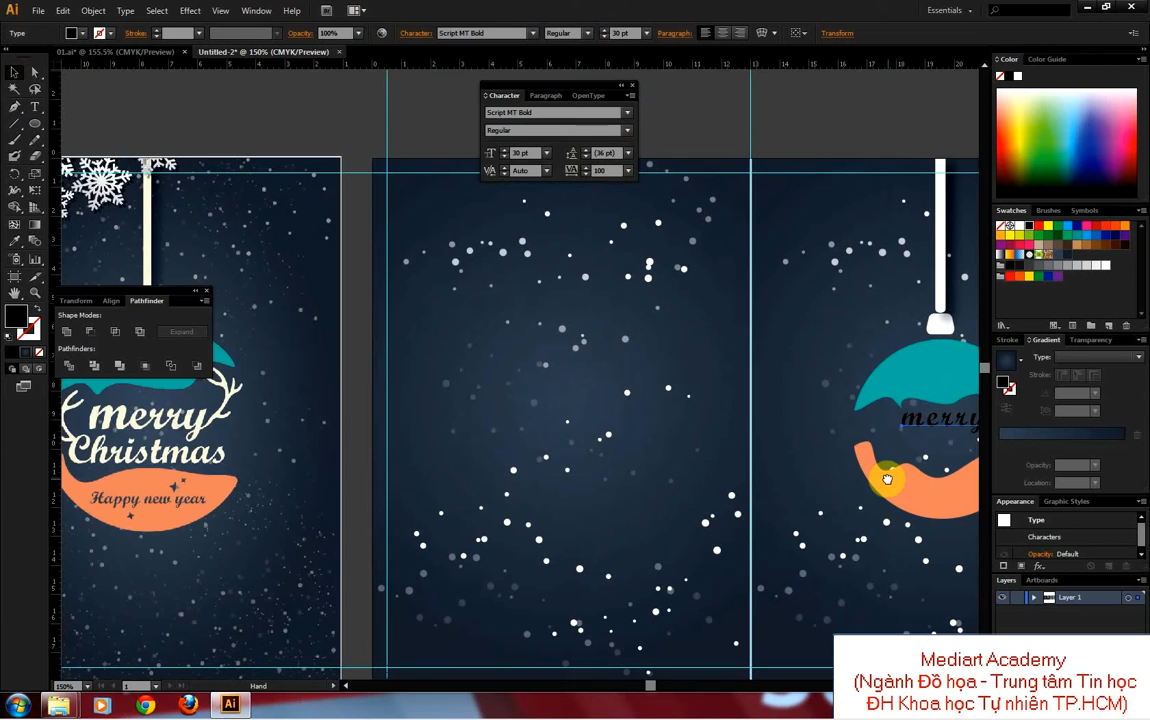 Ai File Edit Object Type Select Effect View Window Help Br Essentials
Type Stroke: Opacity: 100% Character: Script MT Bold Regular 30 pt Paragraph: Transform
01.ai* @ 155.5% (CMYK/Preview) Untitled-2* @ 150% (CMYK/Preview)
Character Paragraph OpenType
Script MT Bold
Regular
30 pt (36 pt)
Auto 100
Transform Align Pathfinder
Shape Modes:
Expand
Pathfinders:
merry
Christmas
Happy new year
merry
Color Color Guide
Swatches Brushes Symbols
Stroke Gradient Transparency
Type:
Stroke:
Opacity:
Location:
Appearance Graphic Styles
Type
Characters
Opacity: Default
fx
Layers Artboards
Layer 1
150% 1 Hand
Mediart Academy
(Ngành Đồ họa - Trung tâm Tin học
ĐH Khoa học Tự nhiên TP.HCM)